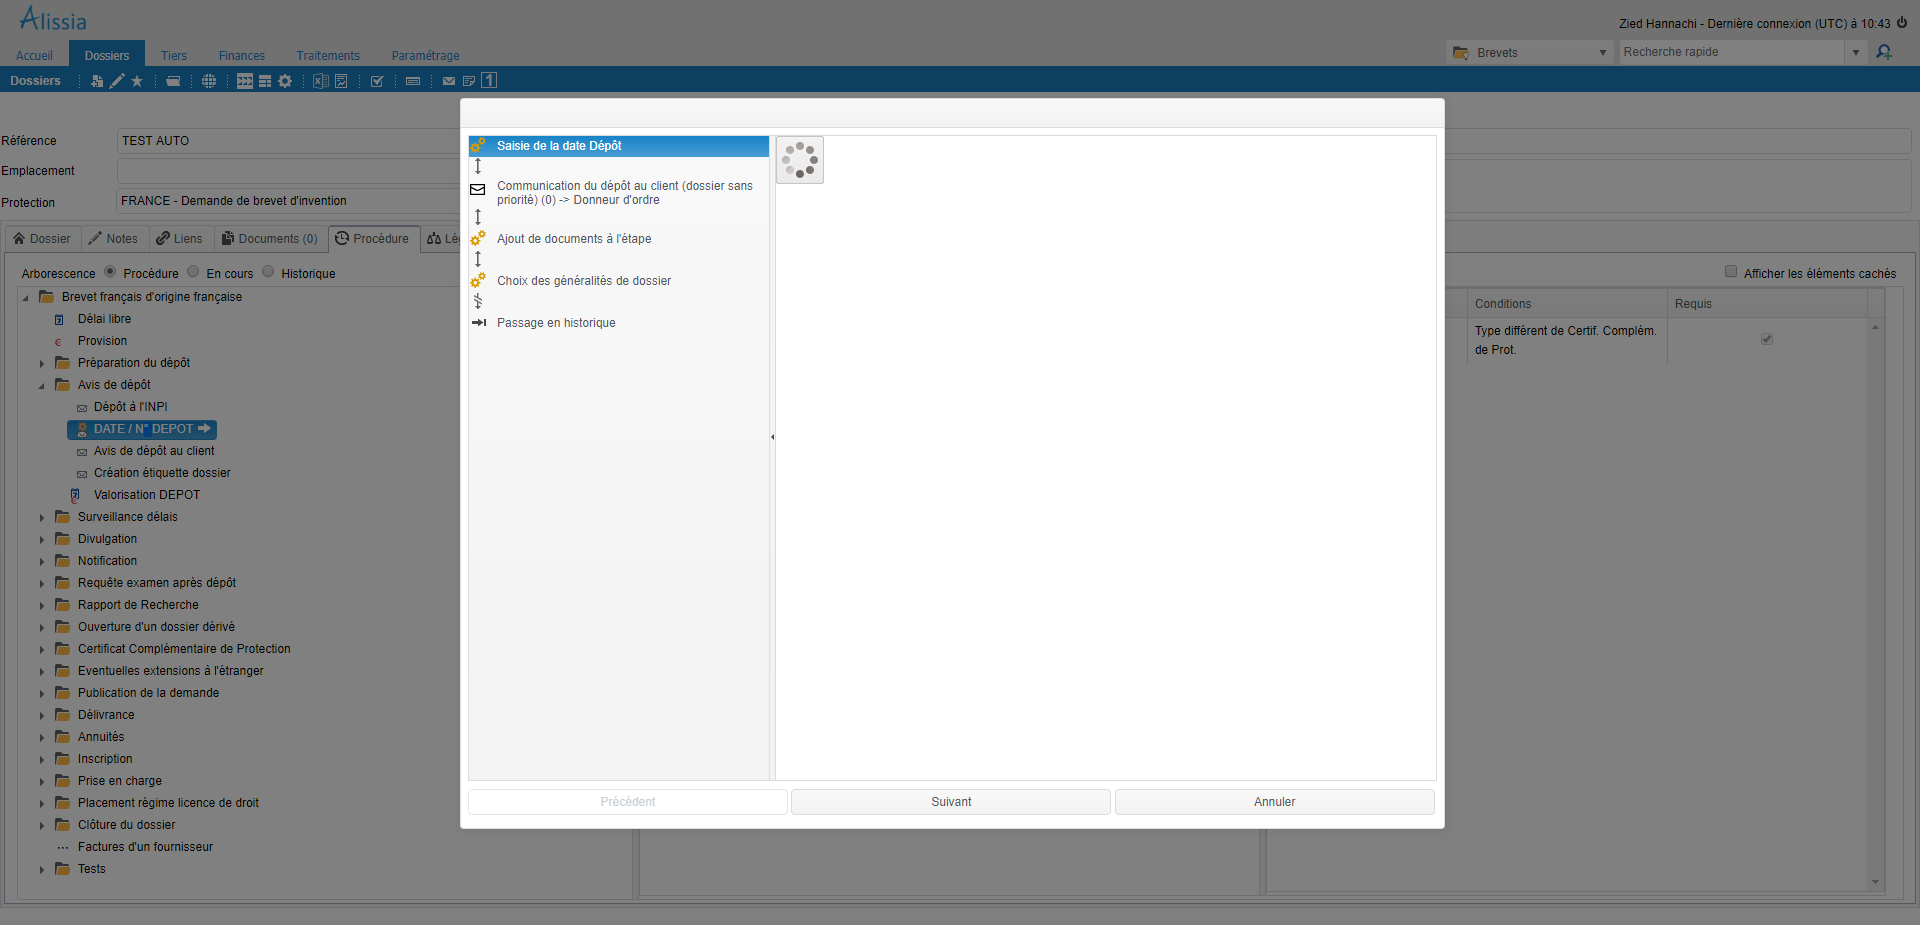 Alissia
Zied Hannachi - Dernière connexion (UTC) à 10:43
Accueil
Dossiers
Tiers
Finances
Traitements
Paramétrage
Brevets
Recherche rapide
Dossiers
1
Référence
TEST AUTO
Emplacement
Protection
FRANCE - Demande de brevet d'invention
Dossier
Notes
Liens
Documents (0)
Procédure
Arborescence
Procédure
En cours
Historique
Afficher les éléments cachés
Brevet français d'origine française
Délai libre
Provision
Préparation du dépôt
Avis de dépôt
Dépôt à l'INPI
DATE / N° DEPOT
Avis de dépôt au client
Création étiquette dossier
Valorisation DEPOT
Surveillance délais
Divulgation
Notification
Requête examen après dépôt
Rapport de Recherche
Ouverture d'un dossier dérivé
Certificat Complémentaire de Protection
Eventuelles extensions à l'étranger
Publication de la demande
Délivrance
Annuités
Inscription
Prise en charge
Placement régime licence de droit
Clôture du dossier
Factures d'un fournisseur
Tests
Saisie de la date Dépôt
Communication du dépôt au client (dossier sans
priorité) (0) -> Donneur d'ordre
Ajout de documents à l'étape
Choix des généralités de dossier
Passage en historique
Précédent
Suivant
Annuler
Conditions
Requis
Type différent de Certif. Complém.
de Prot.